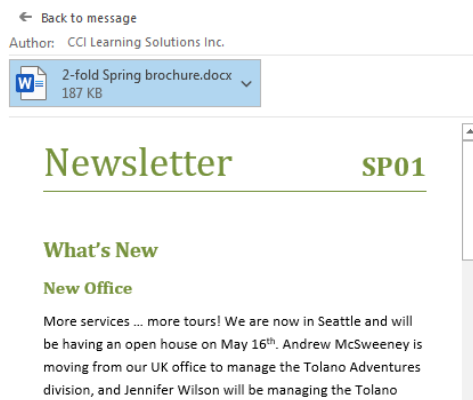 Back to message
Author: CCI Learning Solutions Inc.
2-fold Spring brochure.docx
187 KB
Newsletter SP01
What's New
New Office
More services ... more tours! We are now in Seattle and will
be having an open house on May 16th. Andrew McSweeney is
moving from our UK office to manage the Tolano Adventures
division, and Jennifer Wilson will be managing the Tolano